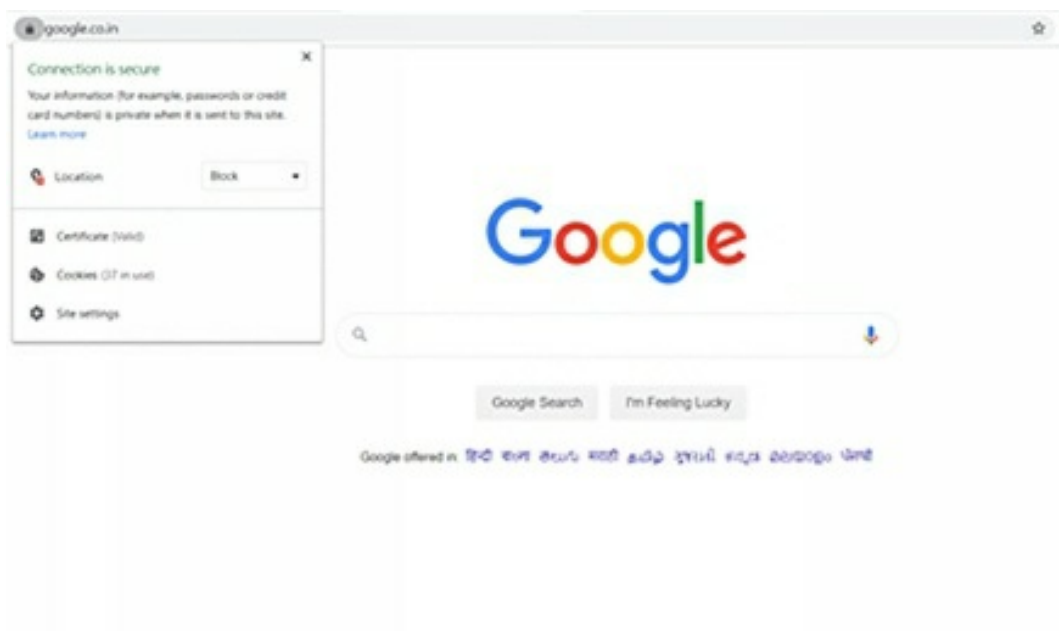 google.co.in
Connection is secure
Your information (for example, passwords or credit
card numbers) is private when it is sent to this site.
Learn more
Location
Block
Certificate (Valid)
Cookies (37 in use)
Site settings
Google
Google Search
I'm Feeling Lucky
Google offered in: हिन्दी বাংলা తెలుగు मराठी தமிழ் ગુજરાતી ಕನ್ನಡ മലയാളം ਪੰਜਾਬੀ